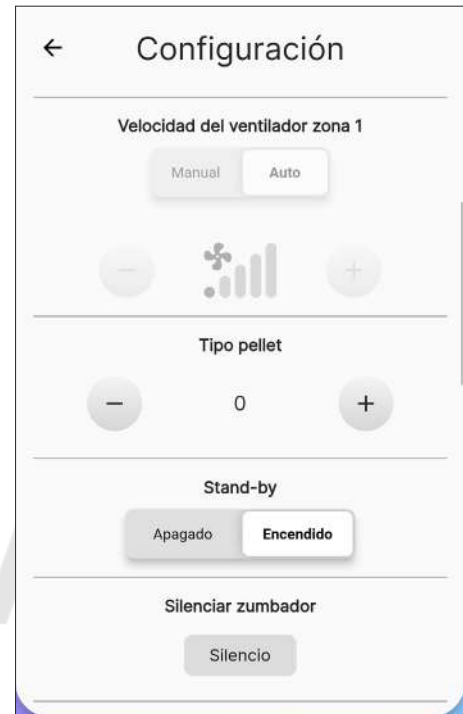 ← Configuración
Velocidad del ventilador zona 1
Manual Auto
− +
Tipo pellet
− 0 +
Stand-by
Apagado Encendido
Silenciar zumbador
Silencio